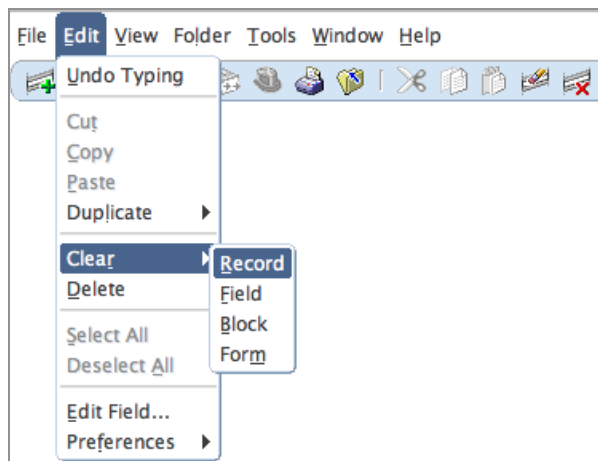 File Edit View Folder Tools Window Help
Undo Typing
Cut
Copy
Paste
Duplicate
Clear
Record
Delete
Field
Block
Select All
Form
Deselect All
Edit Field...
Preferences